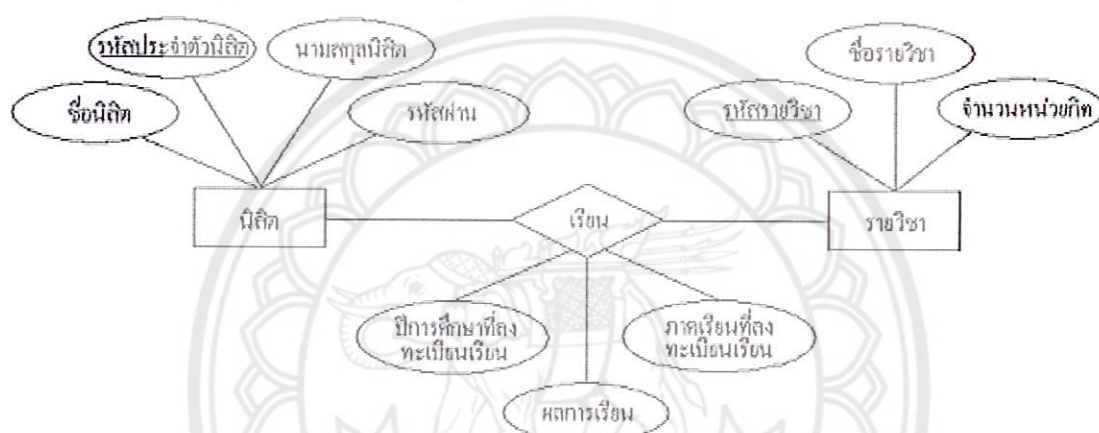 รหัสประจำตัวนิสิต
นามสกุลนิสิต
ชื่อนิสิต
รหัสผ่าน
ชื่อรายวิชา
รหัสรายวิชา
จำนวนหน่วยกิต
นิสิต
เรียน
รายวิชา
ปีการศึกษาที่ลง
ทะเบียนเรียน
ภาคเรียนที่ลง
ทะเบียนเรียน
ผลการเรียน